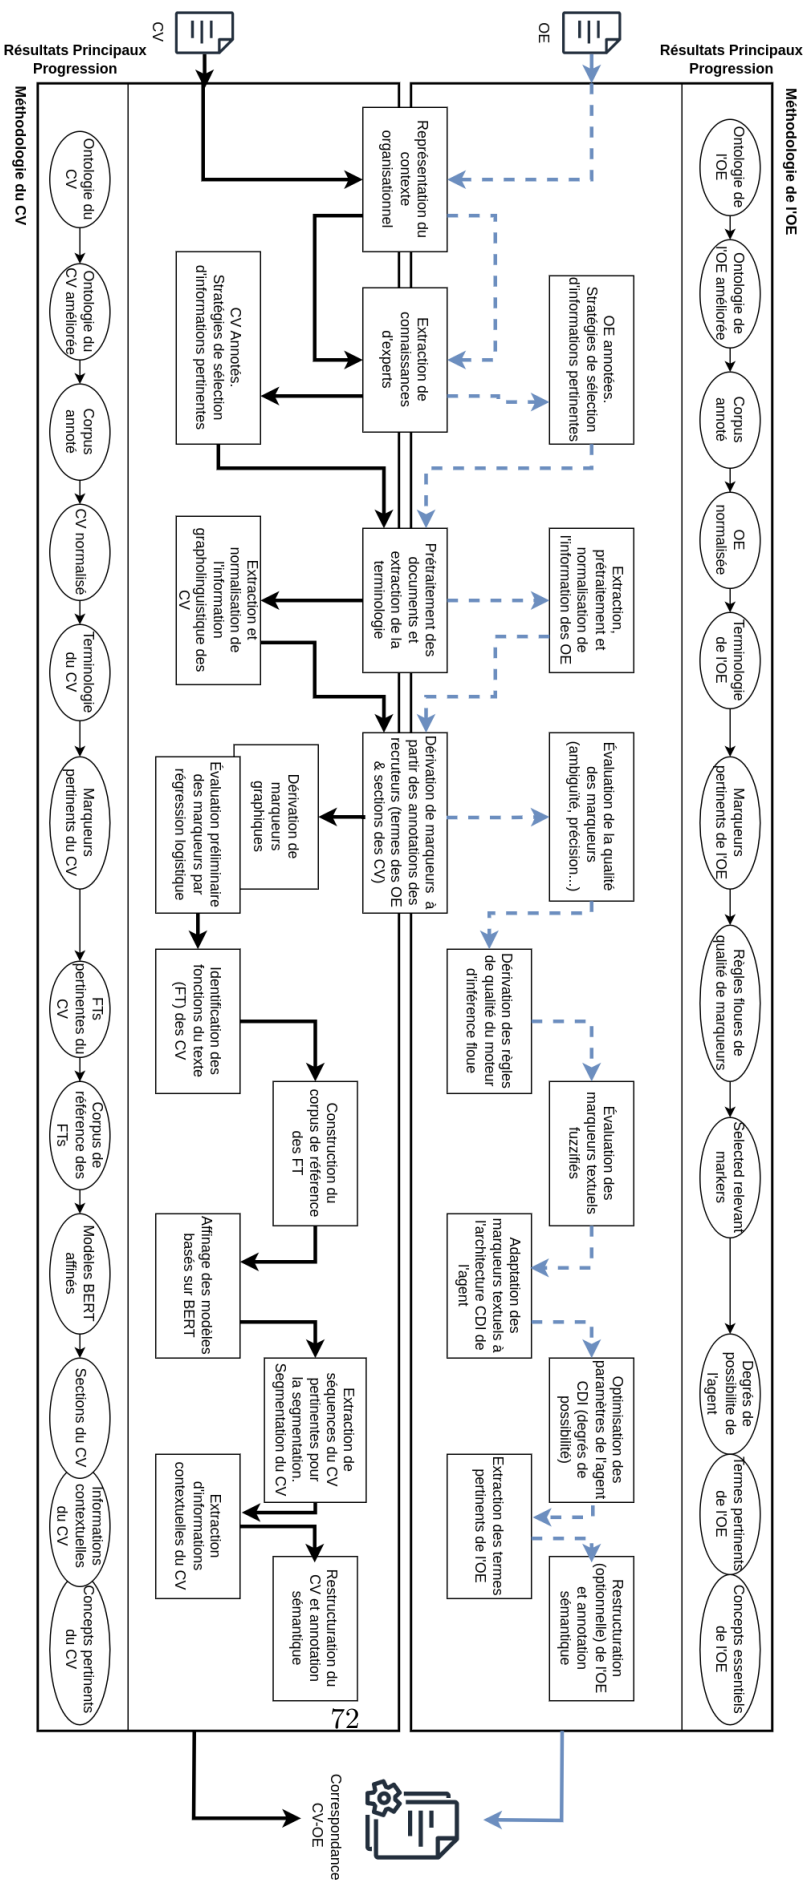 Résultats Principaux
Progression
Résultats Principaux
Progression
CV
OE
Méthodologie de l'OE
Ontologie de
l'OE
Ontologie de
l'OE améliorée
Corpus
annoté
OE
normalisée
Terminologie
de l'OE
Marqueurs
pertinents de l'OE
Règles floues de
qualité de marqueurs
Selected relevant
markers
Degrés de
possibilite de
l'agent
Termes pertinents
de l'OE
Concepts essentiels
de l'OE
OE annotées.
Stratégies de sélection
d'informations pertinentes
Extraction,
prétraitement et
normalisation de
l'information des OE
Évaluation de la qualité
des marqueurs
(ambiguïté, précision...)
Dérivation des règles
de qualité du moteur
d'inférence floue
Évaluation des
marqueurs textuels
fuzzifiés
Adaptation des
marqueurs textuels à
l'architecture CDI de
l'agent
Optimisation des
paramètres de l'agent
CDI (degrés de
possibilité)
Extraction des termes
pertinents de l'OE
Restructuration
(optionnelle) de l'OE
et annotation
sémantique
Représentation du
contexte
organisationnel
Extraction de
connaissances
d'experts
Prétraitement des
documents et
extraction de la
terminologie
Dérivation de marqueurs à
partir des annotations des
recruteurs (termes des OE
& sections des CV)
CV Annotés.
Stratégies de sélection
d'informations pertinentes
Extraction et
normalisation de
l'information
grapholinguistique des
CV
Dérivation de
marqueurs
graphiques
Évaluation préliminaire
des marqueurs par
régression logistique
Identification des
fonctions du texte
(FT) des CV
Construction du
corpus de référence
des FT
Affinage des modèles
basés sur BERT
Extraction de
séquences du CV
pertinentes pour
la segmentation.
Segmentation du CV
Extraction
d'informations
contextuelles du CV
Restructuration du
CV et annotation
sémantique
Méthodologie du CV
Ontologie du
CV
Ontologie du
CV améliorée
Corpus
annoté
CV normalisé
Terminologie
du CV
Marqueurs
pertinents du CV
FTs
pertinentes du
CV
Corpus de
référence des
FTs
Modèles BERT
affinés
Sections du CV
Informations
contextuelles
du CV
Concepts pertinents
du CV
72
Correspondance
CV-OE